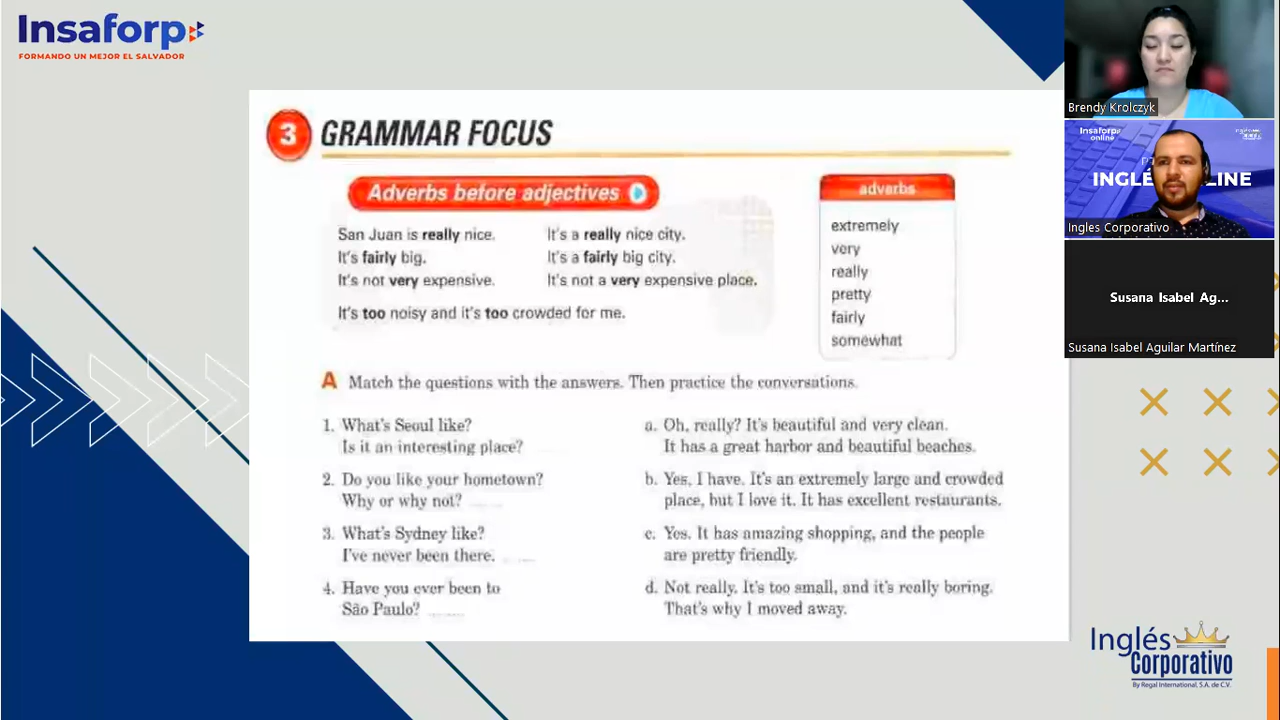 Insaforp
FORMANDO UN MEJOR EL SALVADOR
3 GRAMMAR FOCUS
Adverbs before adjectives
San Juan is really nice.
It's fairly big.
It's not very expensive.
It's a really nice city.
It's a fairly big city.
It's not a very expensive place.
It's too noisy and it's too crowded for me.
adverbs
extremely
very
really
pretty
fairly
somewhat
A Match the questions with the answers. Then practice the conversations.
1. What's Seoul like?
Is it an interesting place?
2. Do you like your hometown?
Why or why not?
3. What's Sydney like?
I've never been there.
4. Have you ever been to
São Paulo?
a. Oh, really? It's beautiful and very clean.
It has a great harbor and beautiful beaches.
b. Yes, I have. It's an extremely large and crowded
place, but I love it. It has excellent restaurants.
c. Yes. It has amazing shopping, and the people
are pretty friendly.
d. Not really. It's too small, and it's really boring.
That's why I moved away.
Brendy Krolczyk
Insaforp
online
INGLÉ LINE
Ingles Corporativo
Susana Isabel Ag...
Susana Isabel Aguilar Martínez
Inglés
Corporativo
By Regal International, S.A. de C.V.